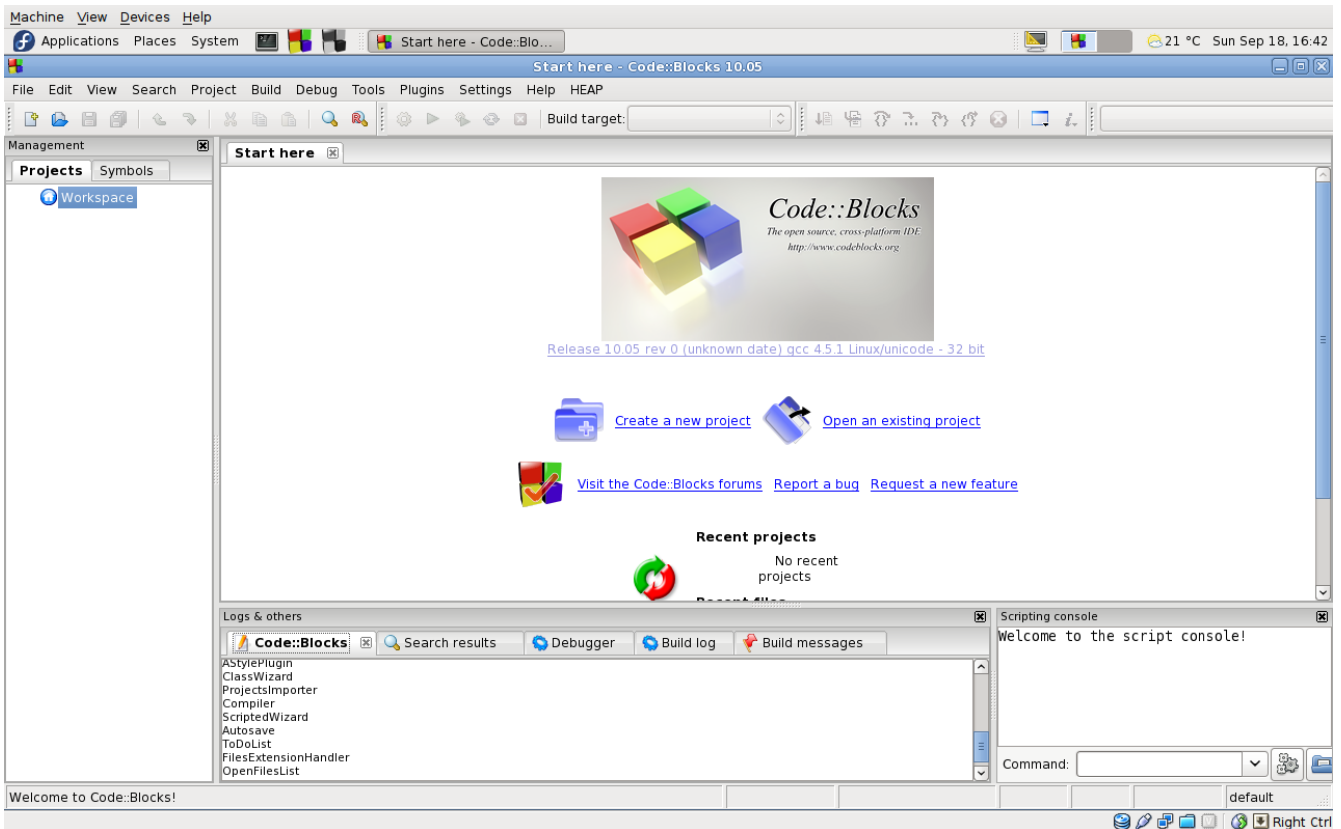 Machine View Devices Help
Applications Places System Start here - Code::Blo... 21 °C Sun Sep 18, 16:42
Start here - Code::Blocks 10.05
File Edit View Search Project Build Debug Tools Plugins Settings Help HEAP
Build target:
Management
Projects Symbols
Workspace
Start here
Code::Blocks
The open source, cross-platform IDE
http://www.codeblocks.org
Release 10.05 rev 0 (unknown date) gcc 4.5.1 Linux/unicode - 32 bit
Create a new project Open an existing project
Visit the Code::Blocks forums Report a bug Request a new feature
Recent projects
No recent
projects
Recent files
Logs & others
Code::Blocks Search results Debugger Build log Build messages
AStylePlugin
ClassWizard
ProjectsImporter
Compiler
ScriptedWizard
Autosave
ToDoList
FilesExtensionHandler
OpenFilesList
Scripting console
Welcome to the script console!
Command:
Welcome to Code::Blocks! default
Right Ctrl